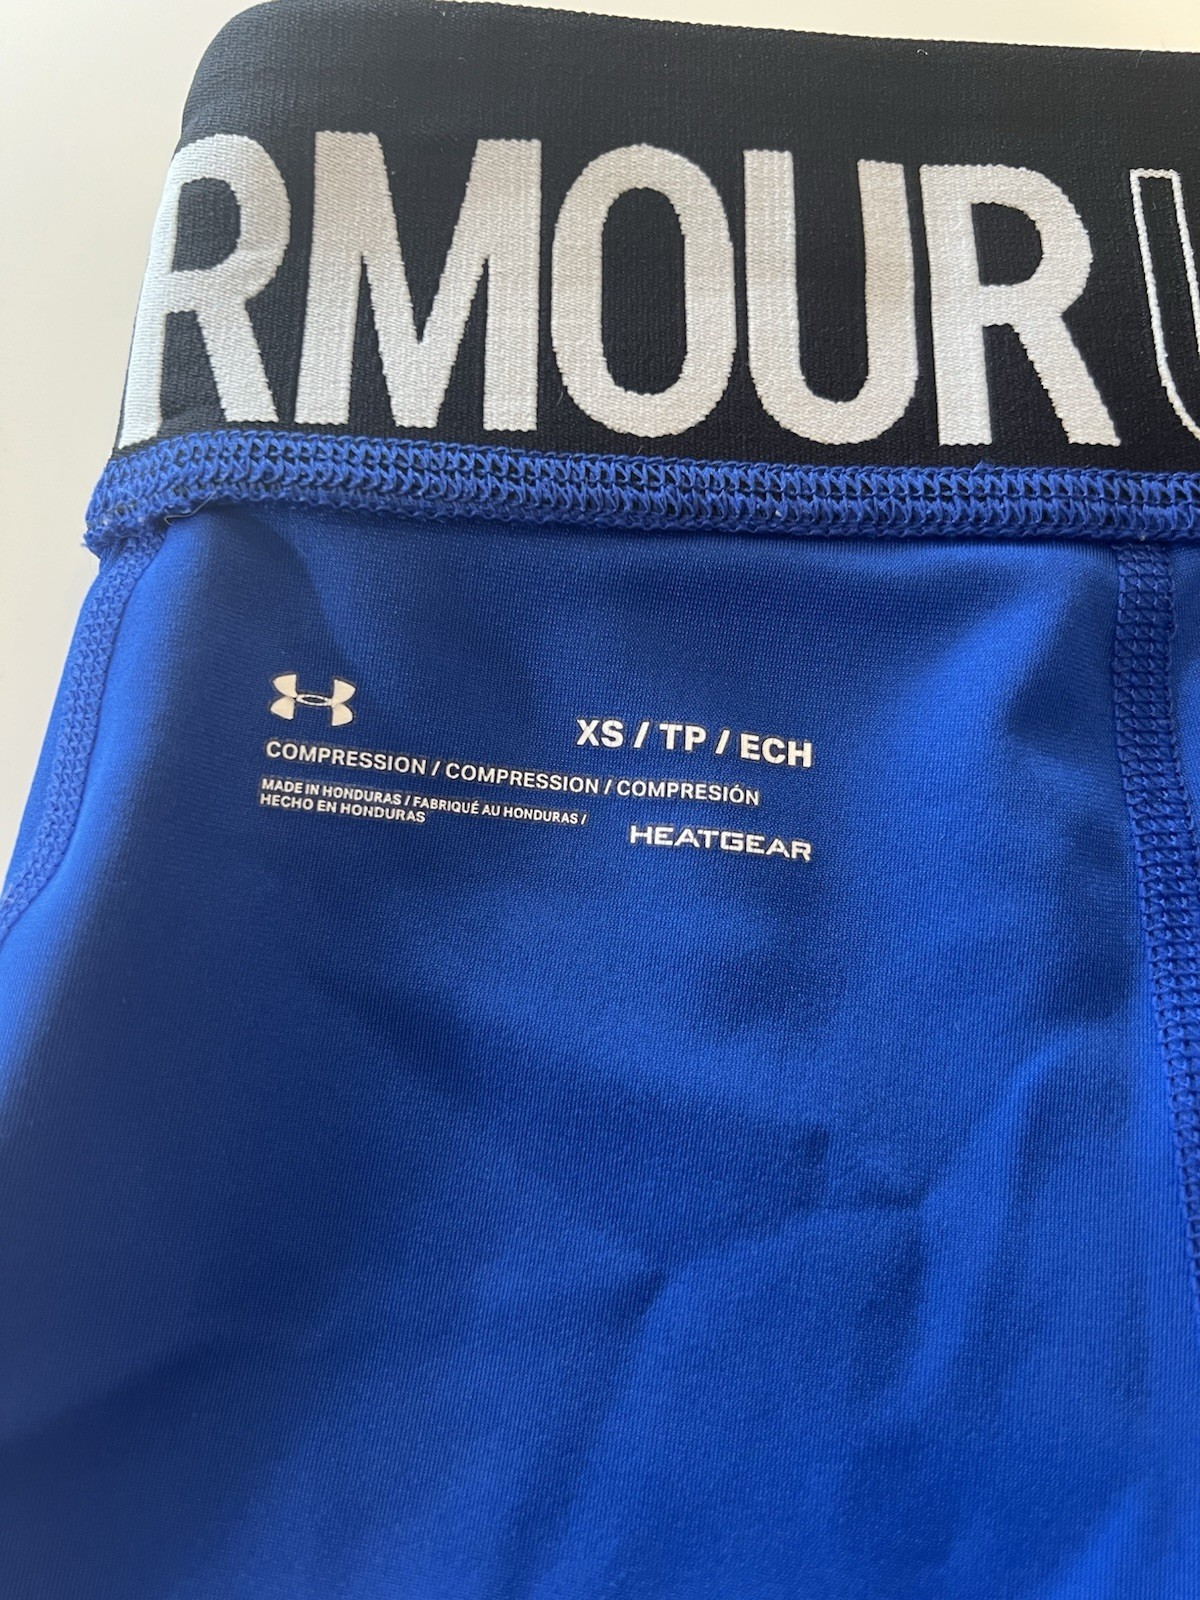 RMOUR U
XS / TP / ECH
COMPRESSION / COMPRESSION / COMPRESIÓN
MADE IN HONDURAS / FABRIQUÉ AU HONDURAS /
HECHO EN HONDURAS
HEATGEAR